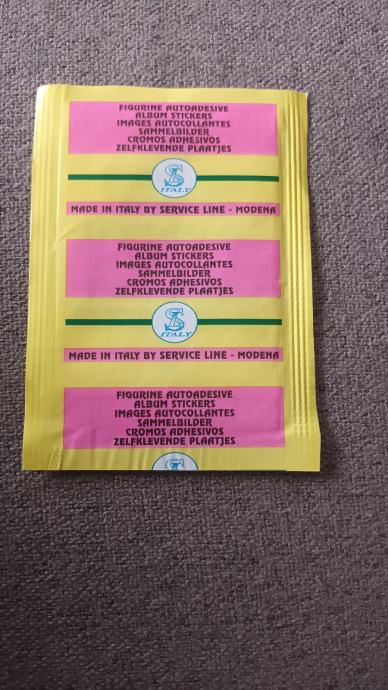 FIGURINE AUTOADESIVE
ALBUM STICKERS
IMAGES AUTOCOLLANTES
SAMMELBILDER
CROMOS ADHESIVOS
ZELFKLEVENDE PLAATJES
SL
ITALY
MADE IN ITALY BY SERVICE LINE - MODENA
FIGURINE AUTOADESIVE
ALBUM STICKERS
IMAGES AUTOCOLLANTES
SAMMELBILDER
CROMOS ADHESIVOS
ZELFKLEVENDE PLAATJES
SL
ITALY
MADE IN ITALY BY SERVICE LINE - MODENA
FIGURINE AUTOADESIVE
ALBUM STICKERS
IMAGES AUTOCOLLANTES
SAMMELBILDER
CROMOS ADHESIVOS
ZELFKLEVENDE PLAATJES